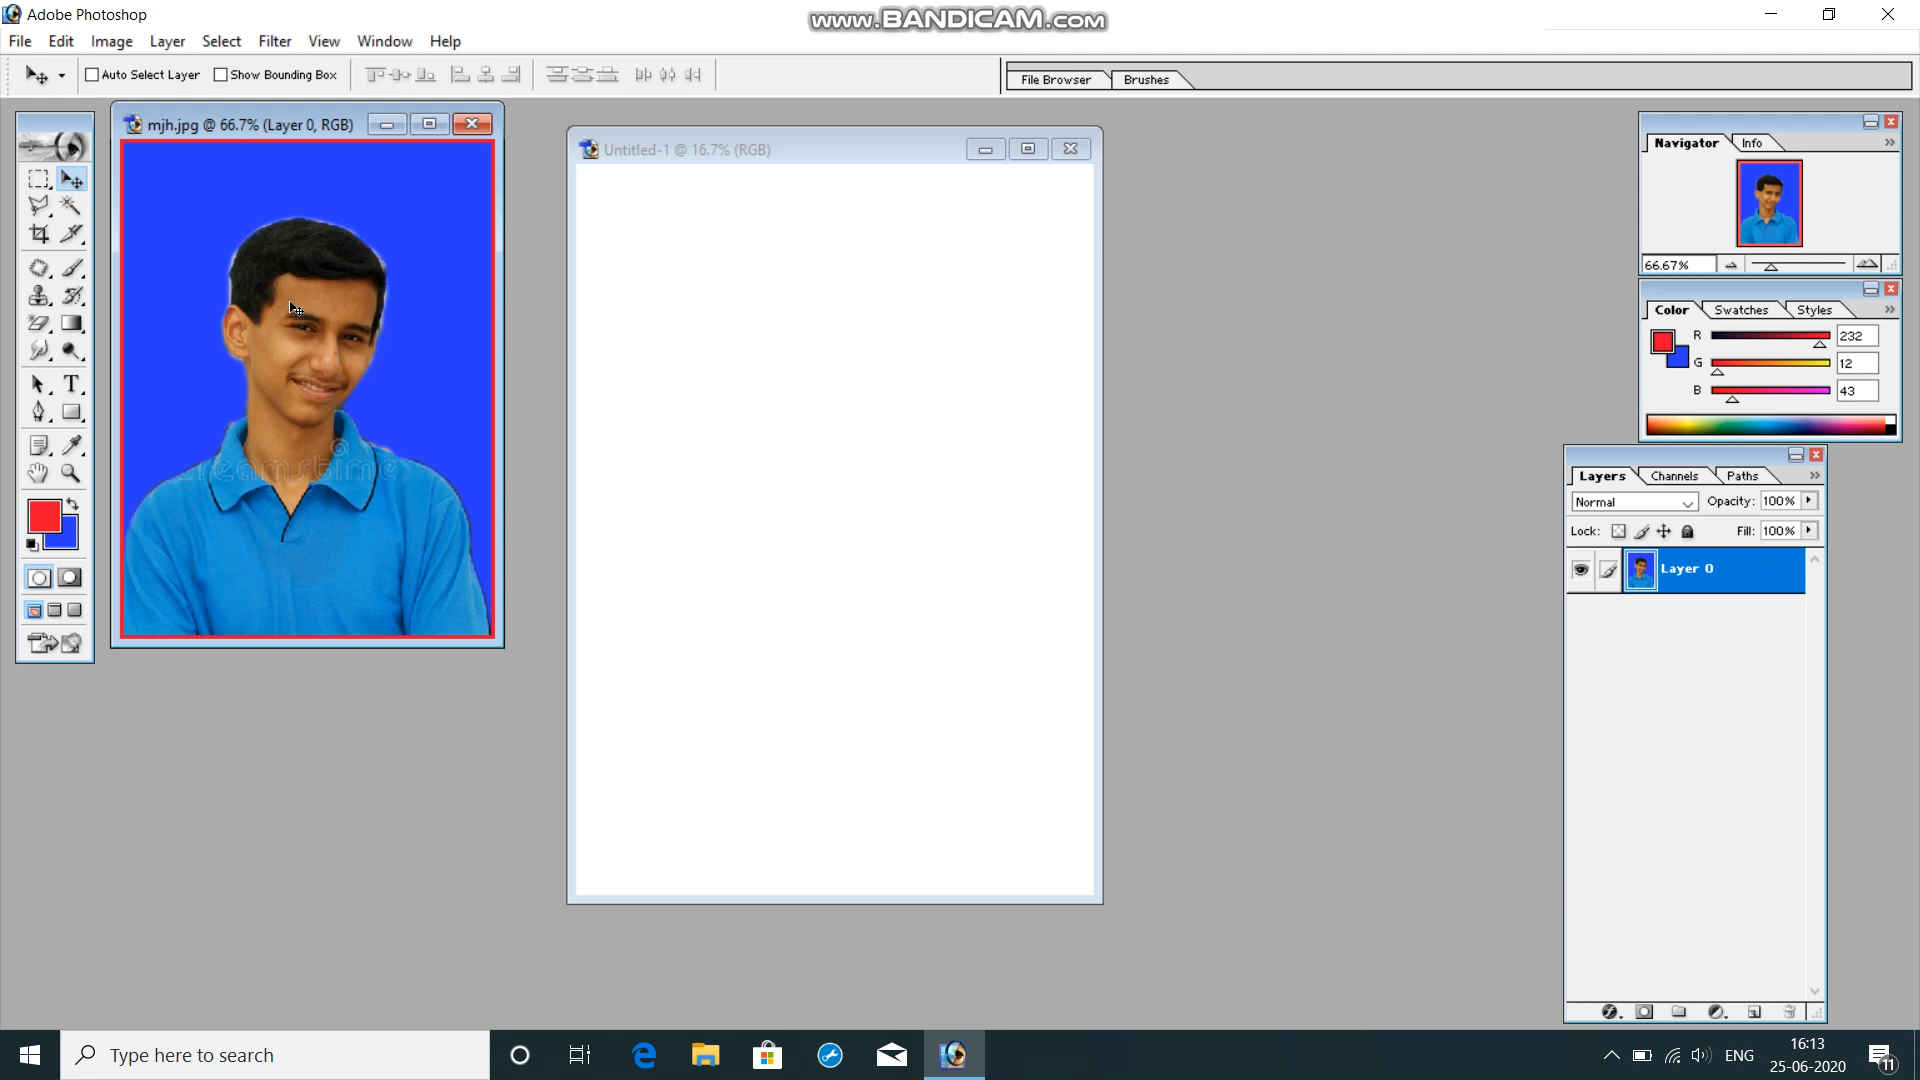 Adobe Photoshop
www.BANDICAM.com
File Edit Image Layer Select Filter View Window Help
Auto Select Layer Show Bounding Box
File Browser Brushes
mjh.jpg @ 66.7% (Layer 0, RGB)
Untitled-1 @ 16.7% (RGB)
dreamstime
Navigator Info
66.67%
Color Swatches Styles
R 232
G 12
B 43
Layers Channels Paths
Normal Opacity: 100%
Lock: Fill: 100%
Layer 0
T
Type here to search
ENG
16:13
25-06-2020
11